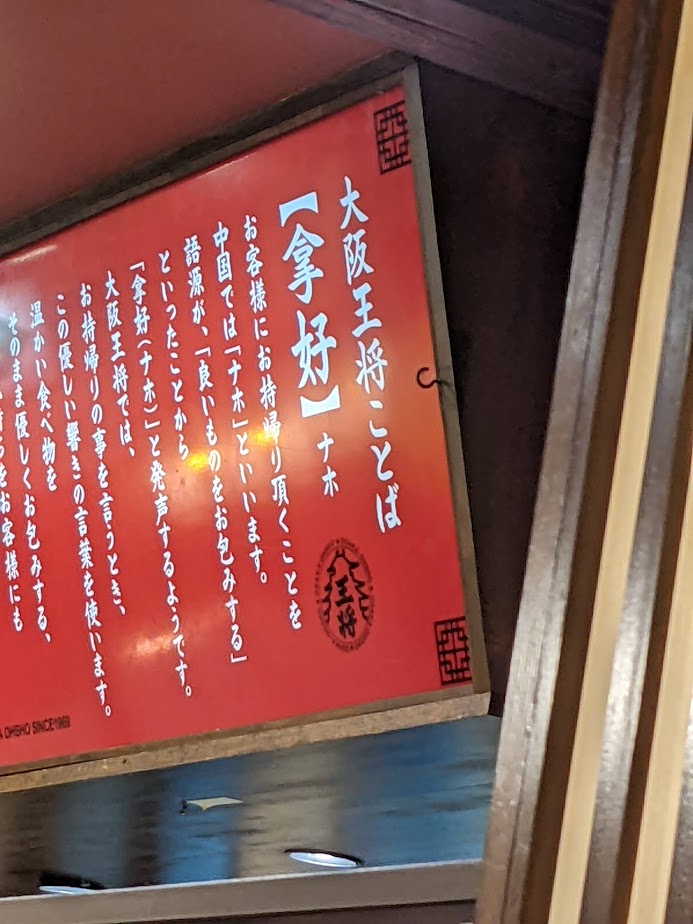 大阪王将ことば
【拿好】ナホ
お客様にお持帰り頂くことを
中国では「ナホ」といいます。
語源が、「良いものをお包みする」
といったことから
「拿好(ナホ)」と発声するようです。
大阪王将では、
お持帰りの事を言うとき、
この優しい響きの言葉を使います。
温かい食べ物を
そのまま優しくお包みする、
をお客様にも
王将
OHSHO SINCE1969